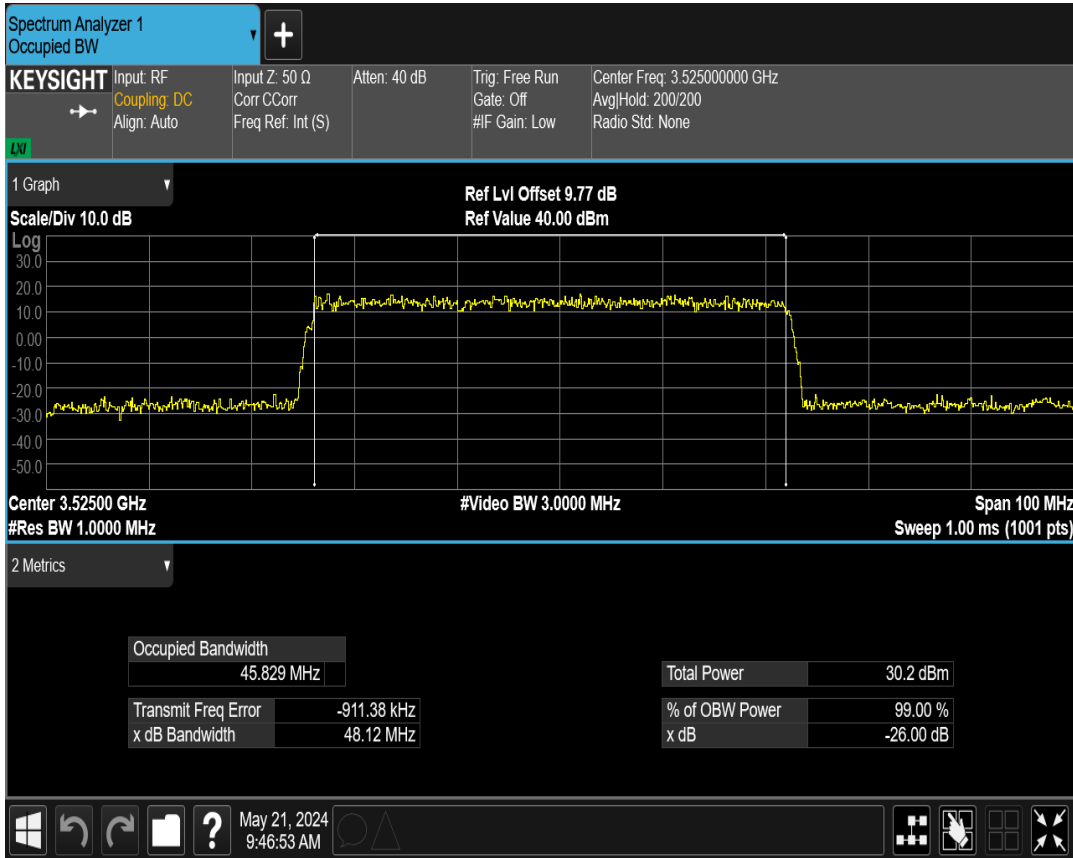 Spectrum Analyzer 1
Occupied BW
+
KEYSIGHT
LXI
Input: RF
Coupling: DC
Align: Auto
Input Z: 50 Ω
Corr CCorr
Freq Ref: Int (S)
Atten: 40 dB
Trig: Free Run
Gate: Off
#IF Gain: Low
Center Freq: 3.525000000 GHz
Avg|Hold: 200/200
Radio Std: None
1 Graph
Ref Lvl Offset 9.77 dB
Scale/Div 10.0 dB
Ref Value 40.00 dBm
Log
30.0
20.0
10.0
0.00
-10.0
-20.0
-30.0
-40.0
-50.0
Center 3.52500 GHz
#Video BW 3.0000 MHz
Span 100 MHz
#Res BW 1.0000 MHz
Sweep 1.00 ms (1001 pts)
2 Metrics
Occupied Bandwidth
45.829 MHz
Total Power 30.2 dBm
Transmit Freq Error -911.38 kHz
% of OBW Power 99.00 %
x dB Bandwidth 48.12 MHz
x dB -26.00 dB
?
May 21, 2024
9:46:53 AM